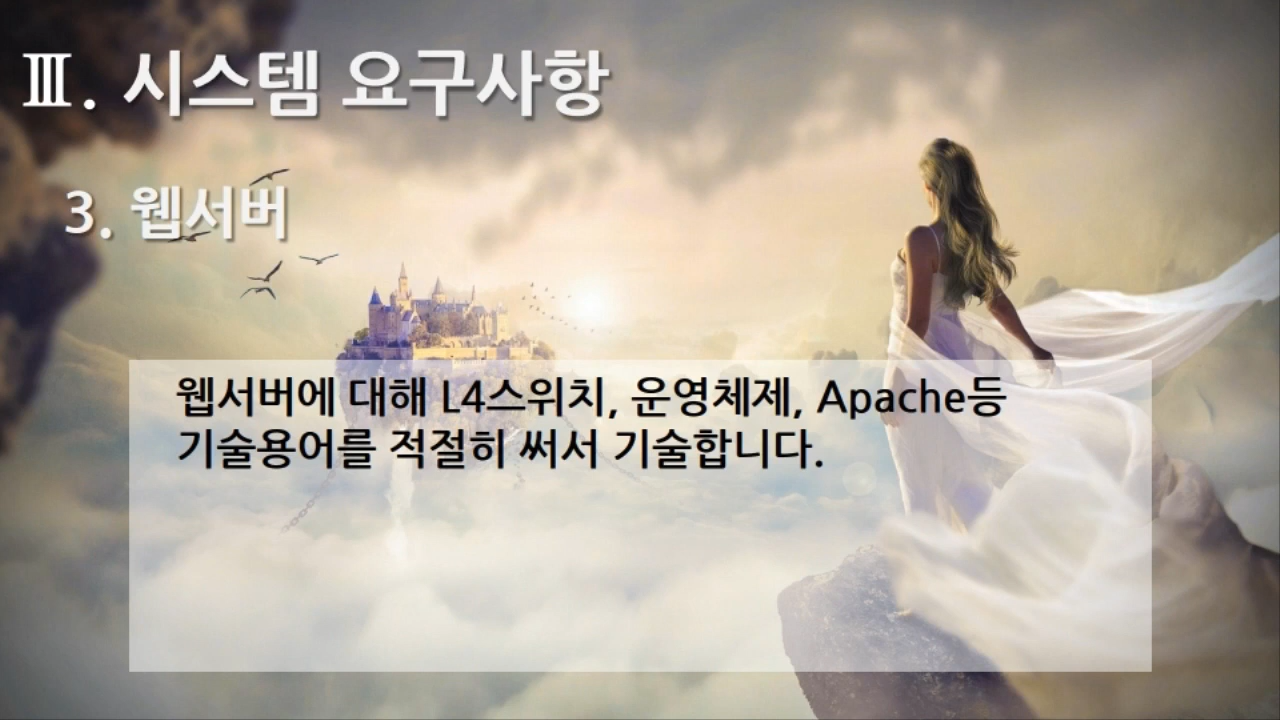 Ⅲ. 시스템 요구사항
3. 웹서버
웹서버에 대해 L4스위치, 운영체제, Apache등
기술용어를 적절히 써서 기술합니다.